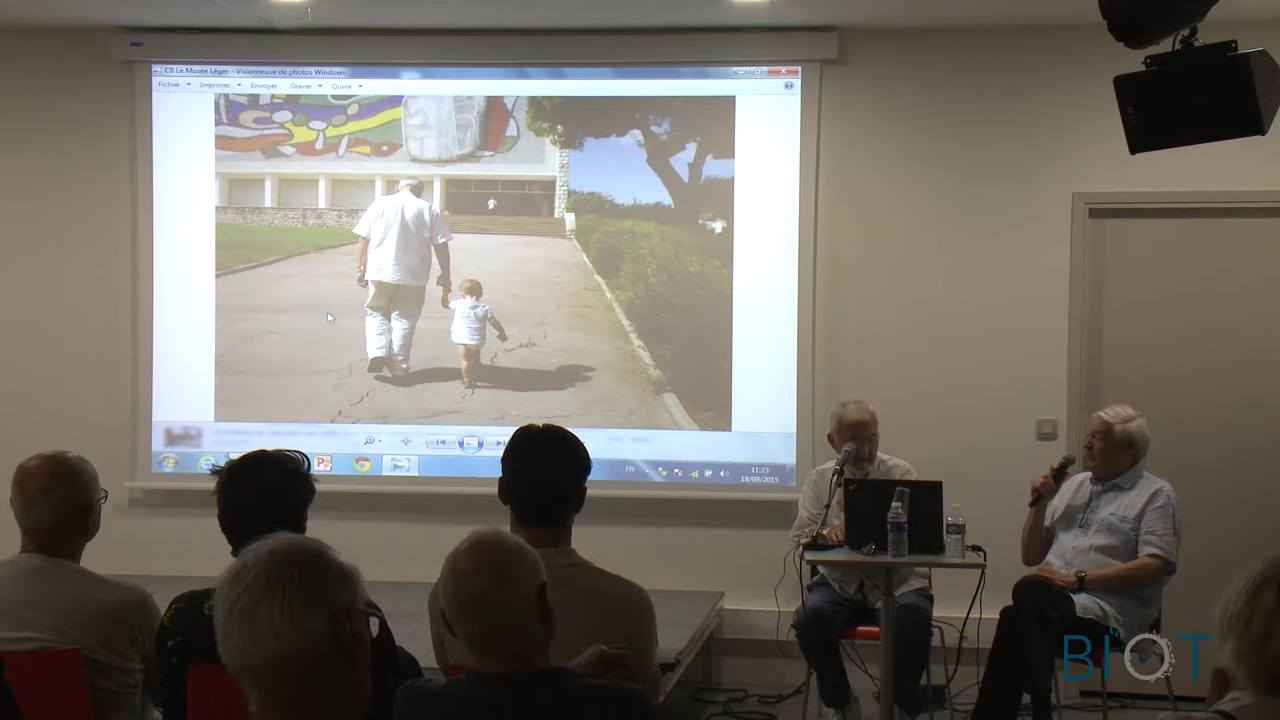 C8 Le Musée Léger - Visionneuse de photos Windows
Fichier Imprimer Envoyer Graver Ouvrir
FR
11:23
19/09/2015
BIOT